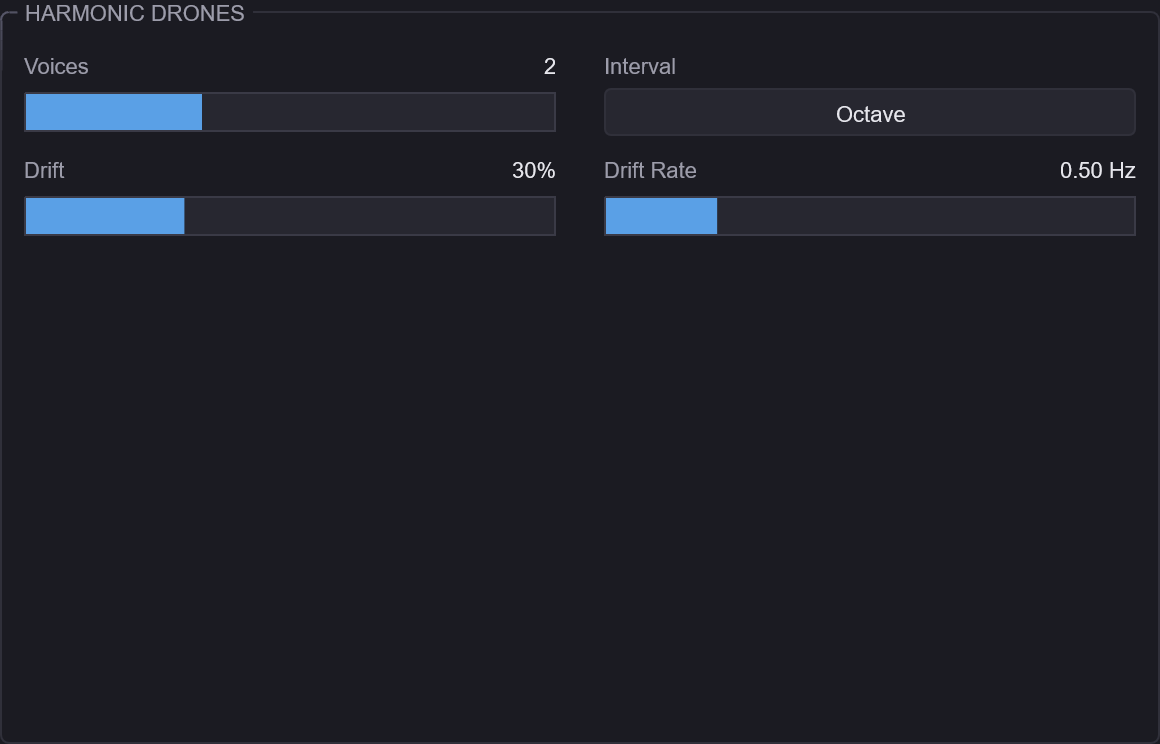 HARMONIC DRONES
Voices 2
Interval
Octave
Drift 30%
Drift Rate 0.50 Hz